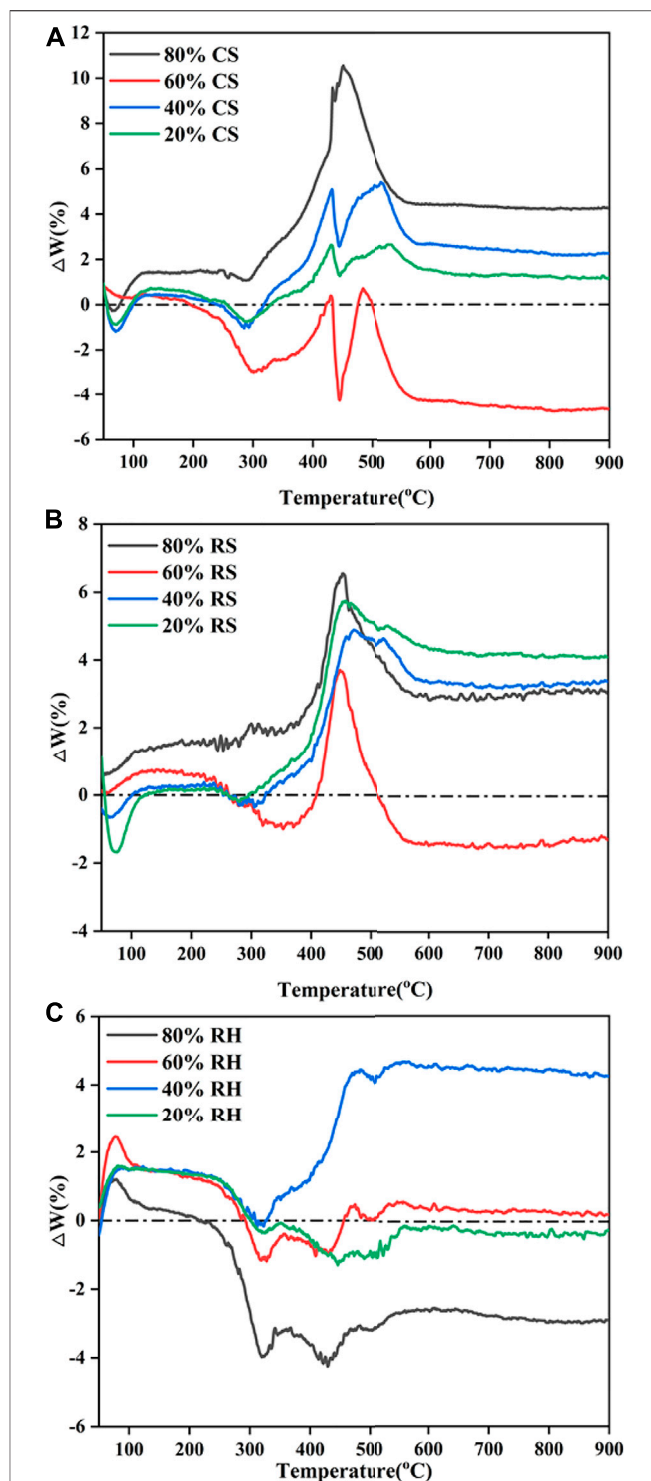 A
12
80% CS
60% CS
40% CS
20% CS
10
8
6
4
2
0
-2
-4
-6
ΔW(%)
100 200 300 400 500 600 700 800 900
Temperature(°C)
B
8
80% RS
60% RS
40% RS
20% RS
6
4
2
0
-2
-4
ΔW(%)
100 200 300 400 500 600 700 800 900
Temperature(°C)
C
6
80% RH
60% RH
40% RH
20% RH
4
2
0
-2
-4
-6
ΔW(%)
100 200 300 400 500 600 700 800 900
Temperature(°C)